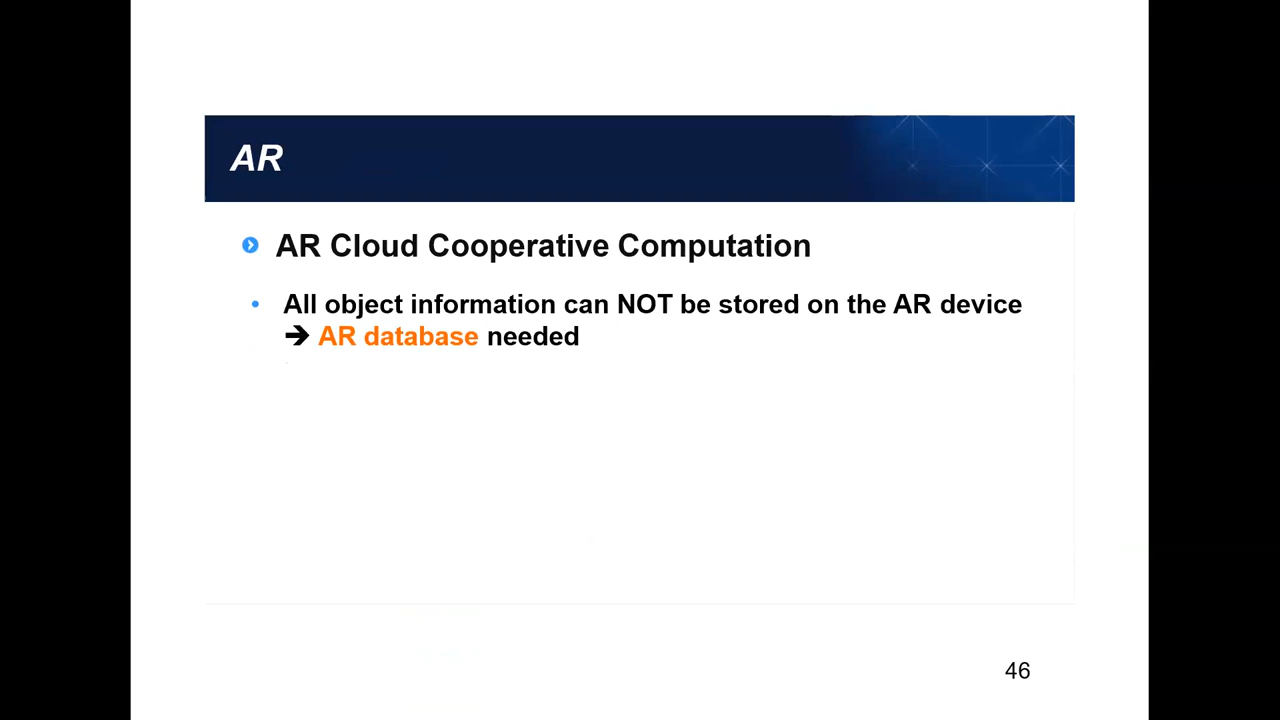 AR
AR Cloud Cooperative Computation
• All object information can NOT be stored on the AR device
➔ AR database needed
46